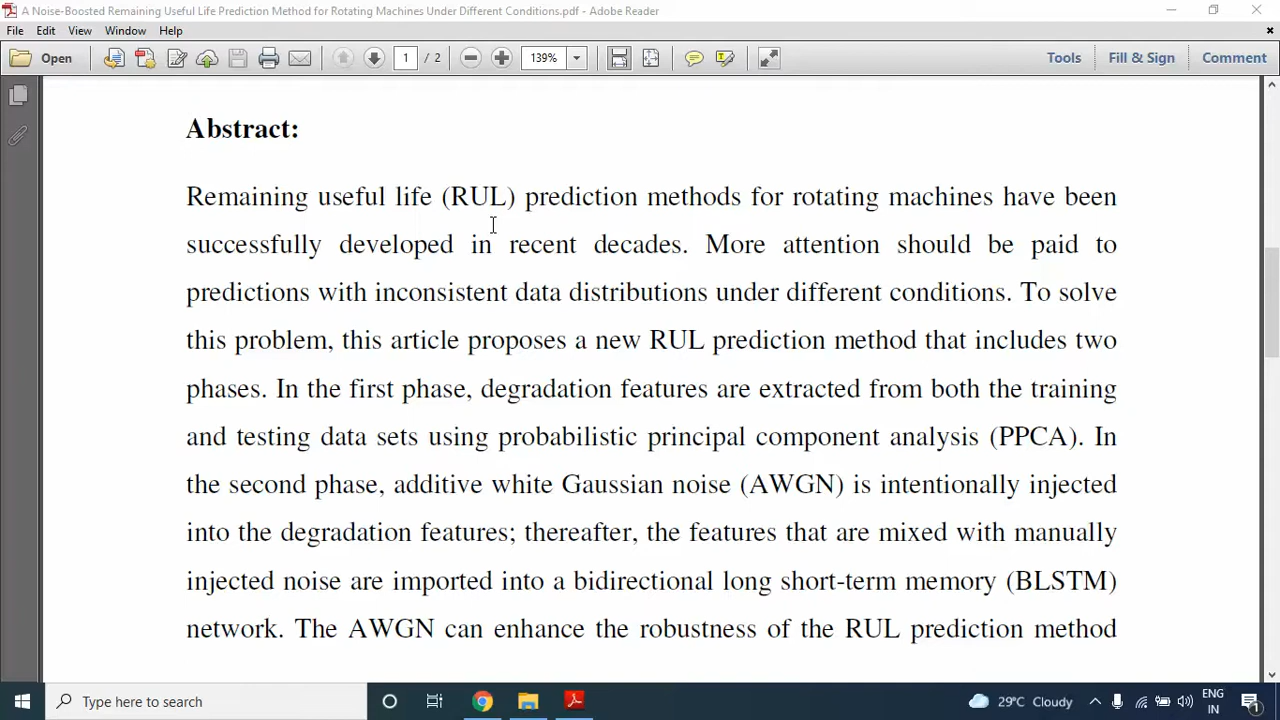 A Noise-Boosted Remaining Useful Life Prediction Method for Rotating Machines Under Different Conditions.pdf - Adobe Reader
File Edit View Window Help
Open 1 / 2 139% Tools Fill & Sign Comment
Abstract:
Remaining useful life (RUL) prediction methods for rotating machines have been
successfully developed in recent decades. More attention should be paid to
predictions with inconsistent data distributions under different conditions. To solve
this problem, this article proposes a new RUL prediction method that includes two
phases. In the first phase, degradation features are extracted from both the training
and testing data sets using probabilistic principal component analysis (PPCA). In
the second phase, additive white Gaussian noise (AWGN) is intentionally injected
into the degradation features; thereafter, the features that are mixed with manually
injected noise are imported into a bidirectional long short-term memory (BLSTM)
network. The AWGN can enhance the robustness of the RUL prediction method
Type here to search 29°C Cloudy ENG
IN 1